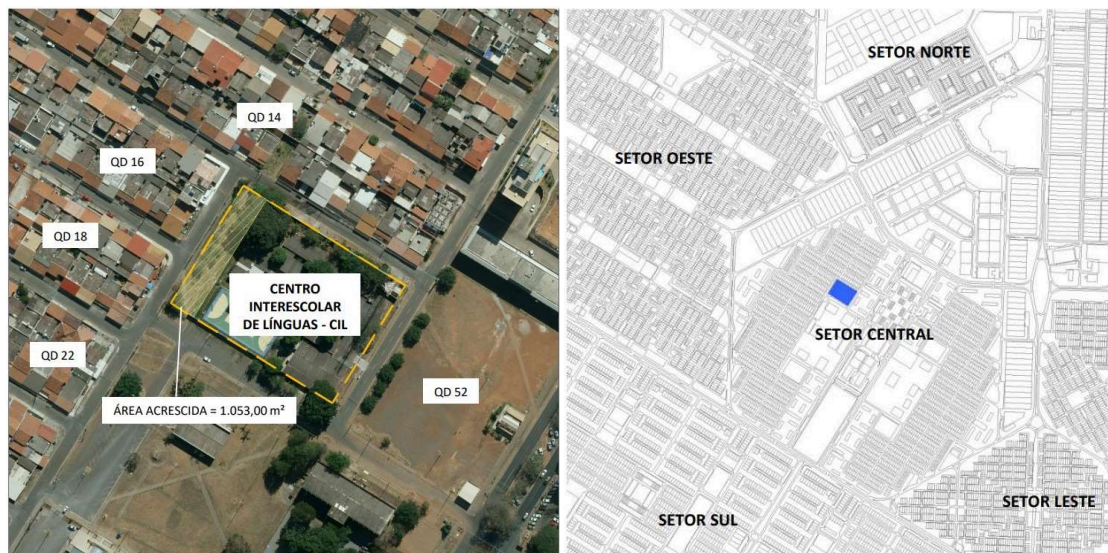 QD 14
QD 16
QD 18
CENTRO
INTERESCOLAR
DE LÍNGUAS - CIL
QD 22
QD 52
ÁREA ACRESCIDA = 1.053,00 m²
SETOR NORTE
SETOR OESTE
SETOR CENTRAL
SETOR LESTE
SETOR SUL